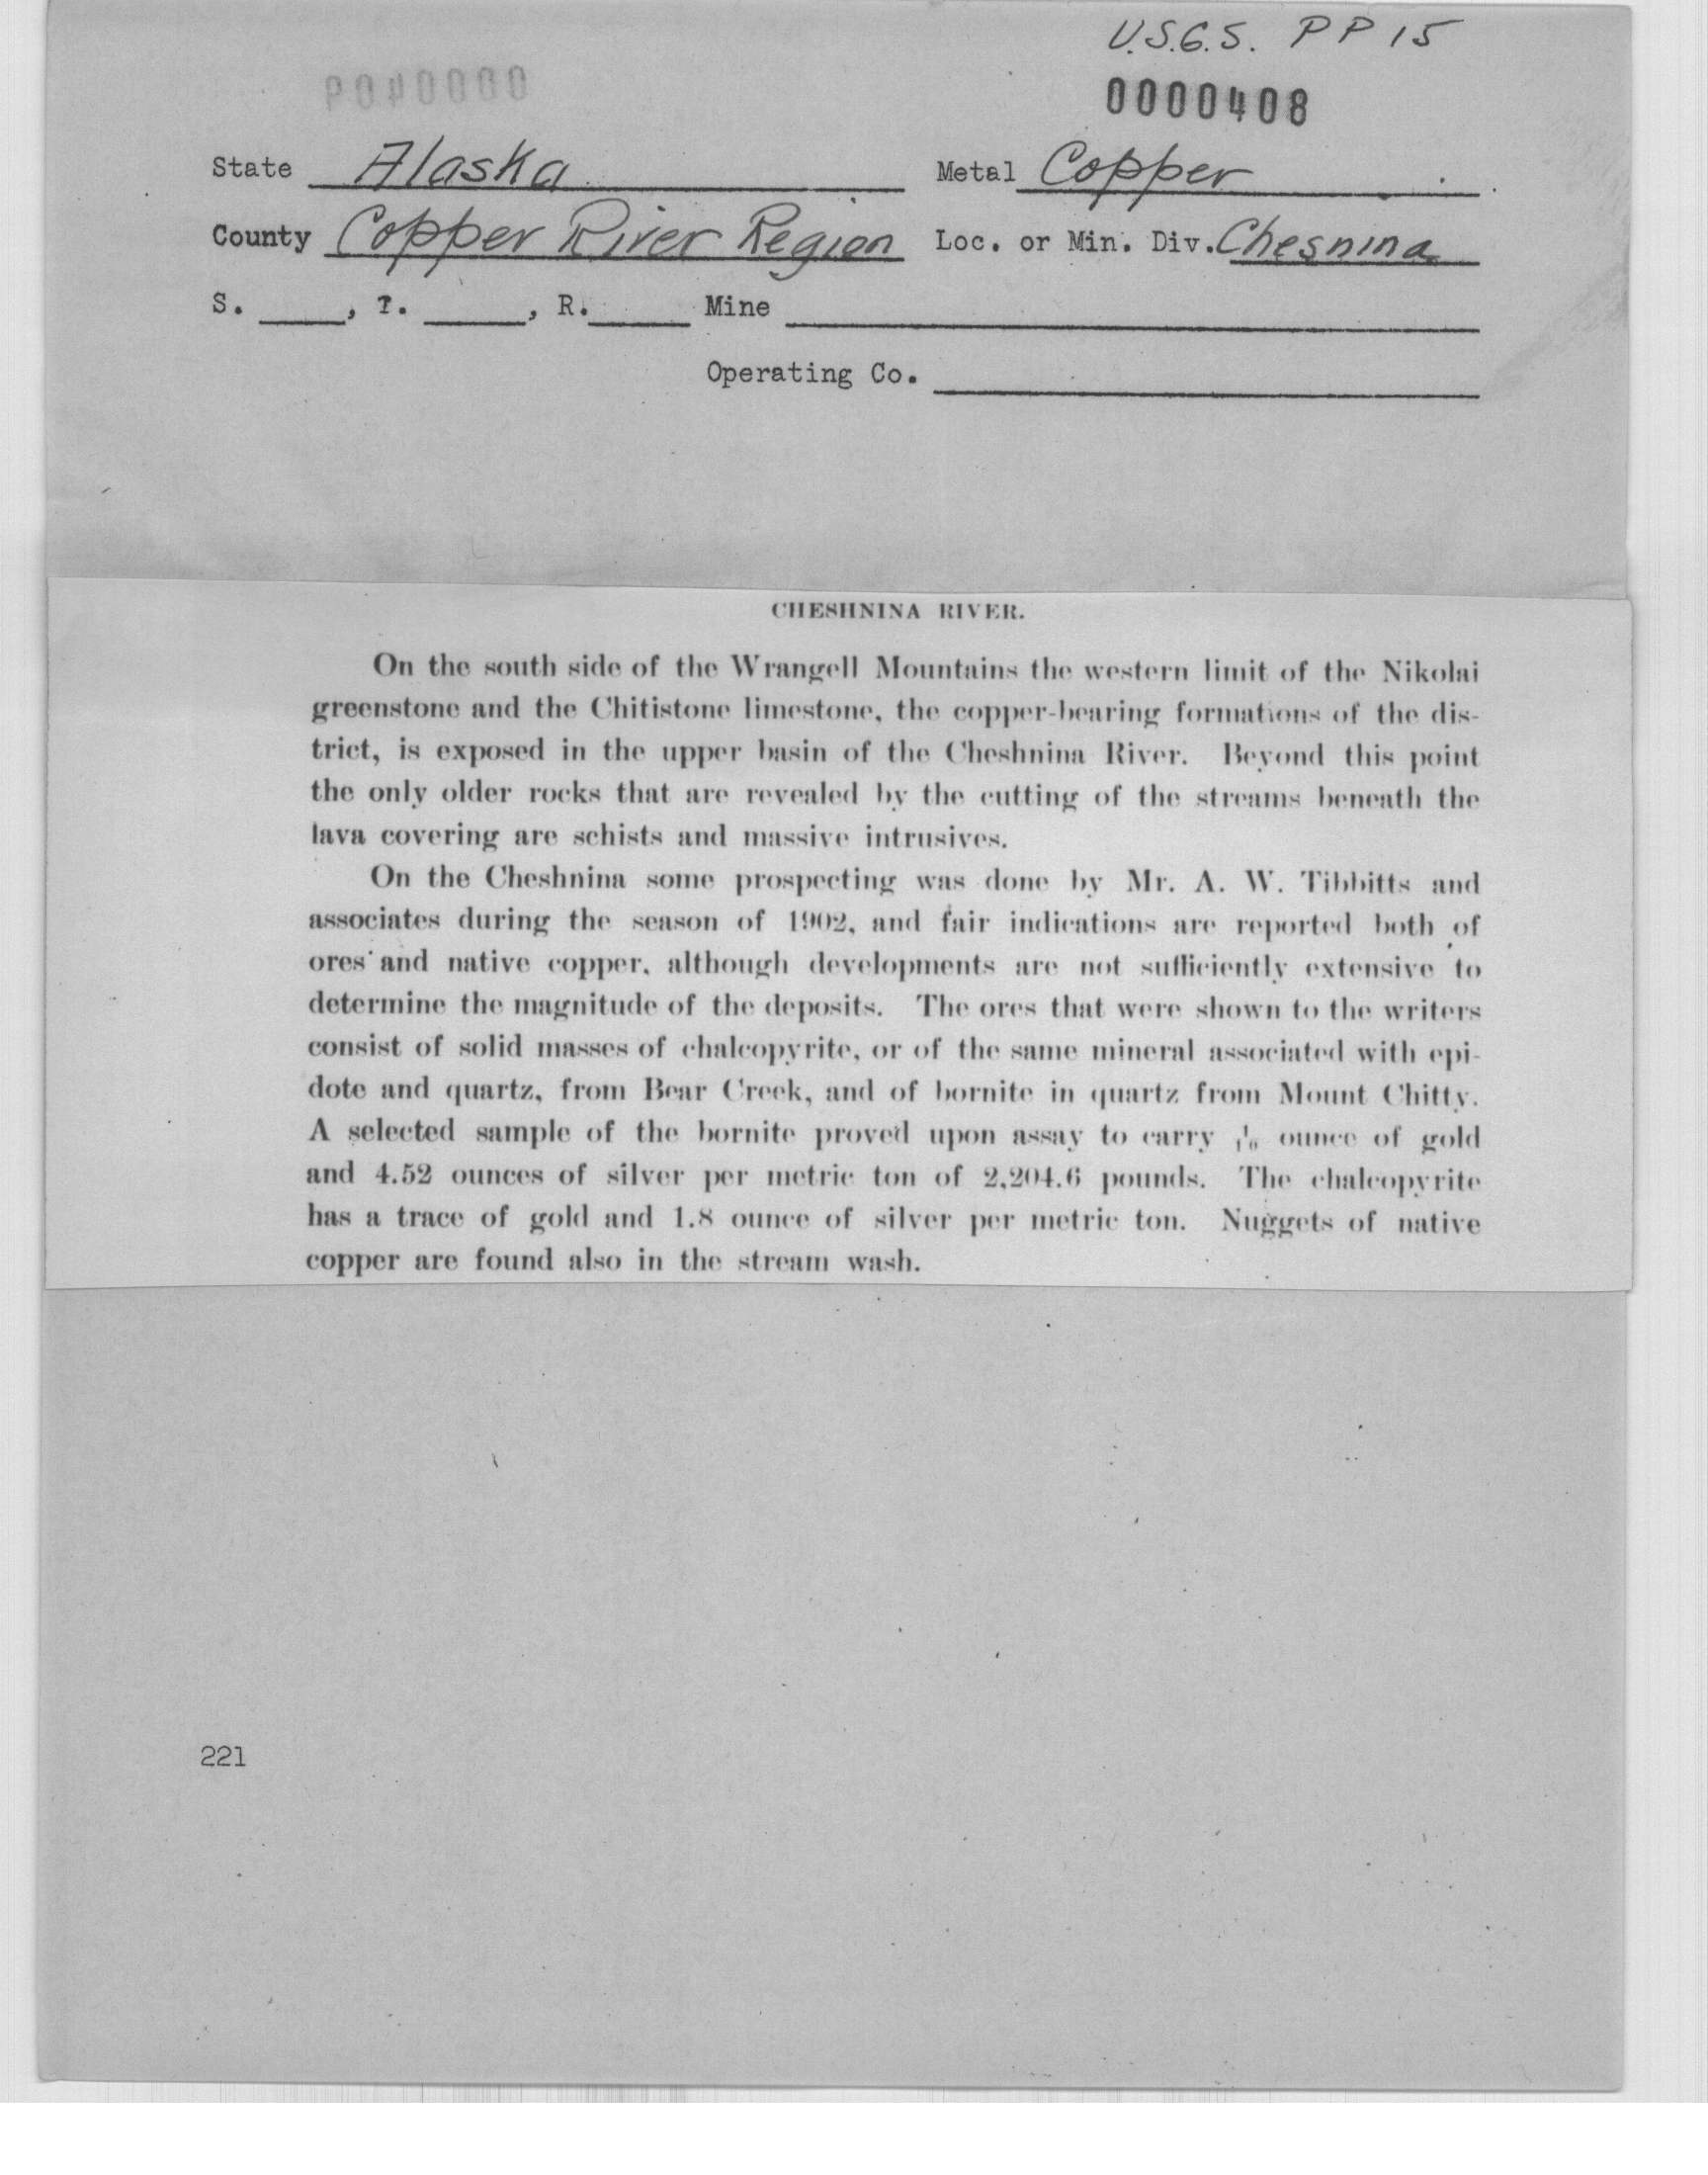 U.S.G.S. PP 15
0000408
State Alaska Metal Copper
County Copper River Region Loc. or Min. Div. Chesnina
S. ____, T. ____, R. ____ Mine
Operating Co.
CHESHNINA RIVER.
On the south side of the Wrangell Mountains the western limit of the Nikolai
greenstone and the Chitistone limestone, the copper-bearing formations of the dis-
trict, is exposed in the upper basin of the Cheshnina River. Beyond this point
the only older rocks that are revealed by the cutting of the streams beneath the
lava covering are schists and massive intrusives.
On the Cheshnina some prospecting was done by Mr. A. W. Tibbitts and
associates during the season of 1902, and fair indications are reported both of
ores and native copper, although developments are not sufficiently extensive to
determine the magnitude of the deposits. The ores that were shown to the writers
consist of solid masses of chalcopyrite, or of the same mineral associated with epi-
dote and quartz, from Bear Creek, and of bornite in quartz from Mount Chitty.
A selected sample of the bornite proved upon assay to carry ounce of gold
and 4.52 ounces of silver per metric ton of 2,204.6 pounds. The chalcopyrite
has a trace of gold and 1.8 ounce of silver per metric ton. Nuggets of native
copper are found also in the stream wash.
221